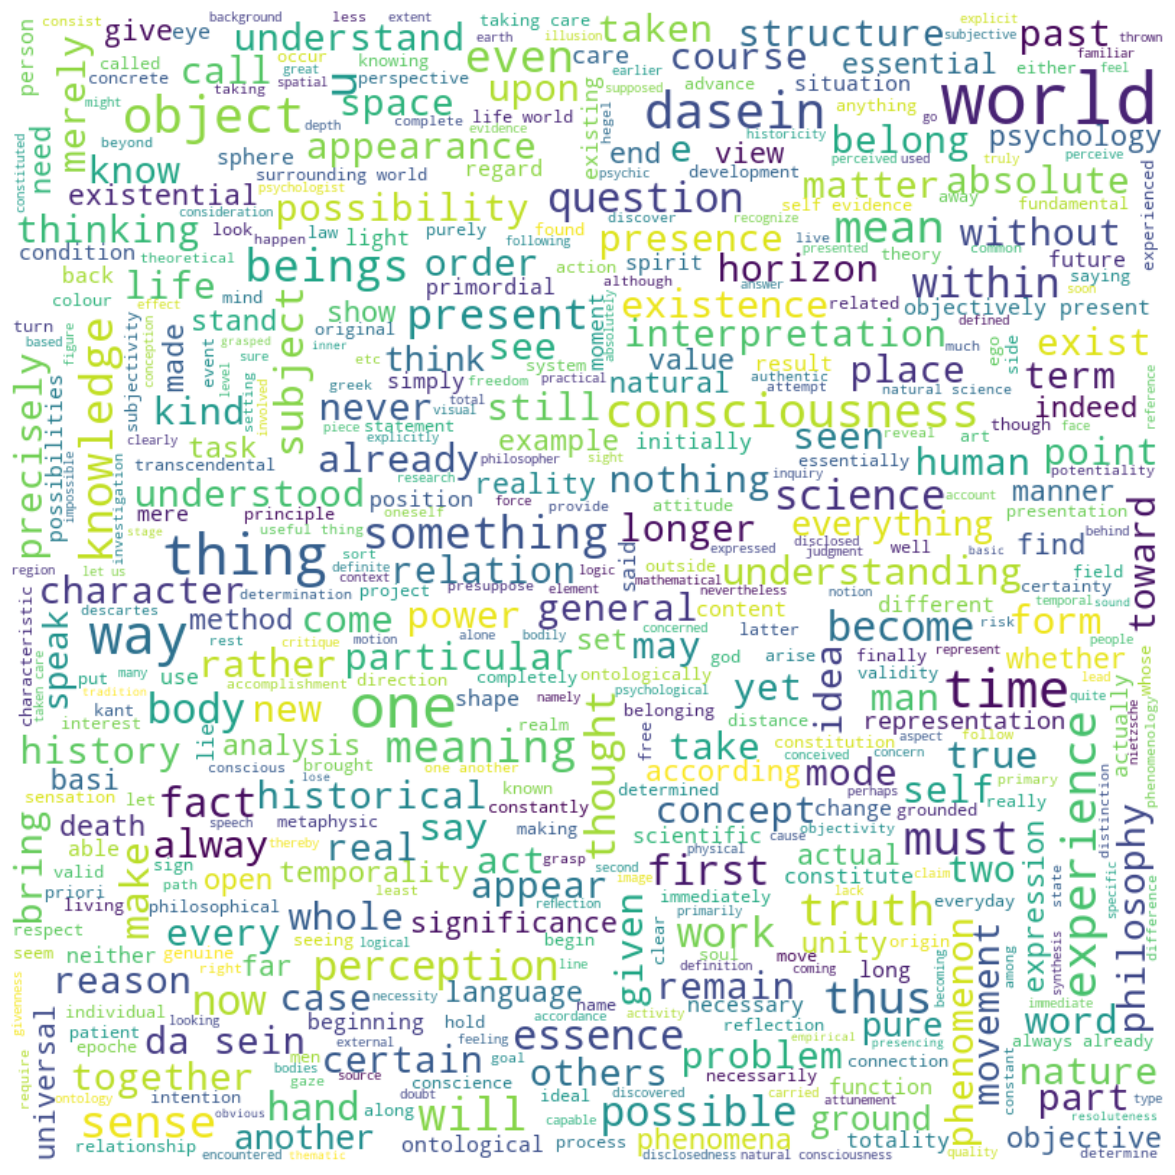 consist
background
less
extent
taking care
taken
structure
explicit
past
thrown
person
give
eye
understand
earth
illusion
course
subjective
familiar
called
call
occur
knowing
even
care
essential
either
feel
concrete
great
perspective
earlier
advance
situation
world
merely
might
taking
spatial
u
space
upon
supposed
dasein
anything
go
object
depth
complete
life world
existing
hegel
historicity
belong
psychology
need
beyond
evidence
appearance
end
e
view
perceived
used
truly
perceive
constituted
know
sphere
surrounding world
regard
psychic
development
matter
absolute
existential
psychologist
possibility
question
self evidence
away
fundamental
experienced
thinking
consideration
look
law
light
purely
found
discover
recognize
mean
without
condition
happen
following
presence
live
presented
common
theoretical
beings
order
action
spirit
answer
theory
future
back
life
primordial
although
horizon
within
saying
colour
effect
mind
subject
show
present
moment
absolutely
existence
related
soon
objectively present
turn
stand
original
see
interpretation
defined
based
figure
knowledge
subjectivity
conception
made
event
grasped
inner
think
etc
system
value
result
much
ego
side
exist
precisely
level
sure
greek
simply
freedom
practical
natural
authentic
place
term
reference
possibilities
kind
setting
involved
never
visual
total
still
consciousness
attempt
natural science
indeed
clearly
task
piece
statement
example
initially
seen
reveal
art
though
face
point
transcendental
explicitly
already
philosopher
sight
nothing
essentially
human
potentiality
impossible
investigation
understood
position
research
reality
inquiry
science
account
manner
mere
principle
oneself
force
provide
attitude
presentation
stage
useful thing
something
longer
everything
behind
region
let us
thing
sort
definite
relation
said
expressed
disclosed
judgment
well
basic
find
toward
character
context
logic
outside
understanding
field
determination
project
presuppose
element
mathematical
nevertheless
notion
certainty
characteristic
descartes
method
come
power
general
content
different
temporal
sound
way
rest
critique
motion
alone
bodily
set
concerned
latter
become
risk
form
people
speak
rather
particular
may
god
arise
idea
finally
represent
whether
whose
taken care
put
many
use
accomplishment
direction
completely
ontologically
psychological
yet
validity
man
time
lead
tradition
body
new
one
shape
namely
thought
belonging
distance
representation
quite
actually
phenomenology
nietzsche
interest
kant
realm
free
history
lie
analysis
meaning
take
constitution
conceived
concern
aspect
follow
true
experience
basi
conscious
brought
one another
according
mode
perhaps
primary
sensation
let
fact
lose
historical
known
determined
concept
self
really
death
speech
metaphysic
constantly
making
change
grounded
distinction
bring
able
make
alway
thereby
real
say
grasp
scientific
cause
objectivity
must
expression
valid
sign
temporality
act
second
physical
actual
two
priori
path
open
least
image
first
constitute
lack
claim
specific
state
living
philosophical
whole
appear
reflection
immediately
truth
everyday
philosophy
respect
every
significance
given
clear
primarily
work
difference
seem
neither
genuine
seeing
logical
begin
soul
unity
origin
phenomenon
movement
among
synthesis
right
far
perception
line
move
definition
coming
long
reason
now
case
necessity
language
name
remain
necessary
thus
becoming
givenness
individual
looking
beginning
accordance
activity
immediate
universal
patient
da sein
hold
essence
reflection
empirical
pure
presencing
word
epoche
external
feeling
always already
men
certain
problem
connection
require
together
bodies
goal
others
necessarily
constant
nature
ontology
intention
gaze
source
conscience
doubt
ideal
discovered
carried
function
attunement
part
type
sense
obvious
hand
along
will
capable
possible
ground
resoluteness
relationship
another
ontological
process
phenomena
totality
quality
objective
encountered
thematic
disclosedness
natural consciousness
determine